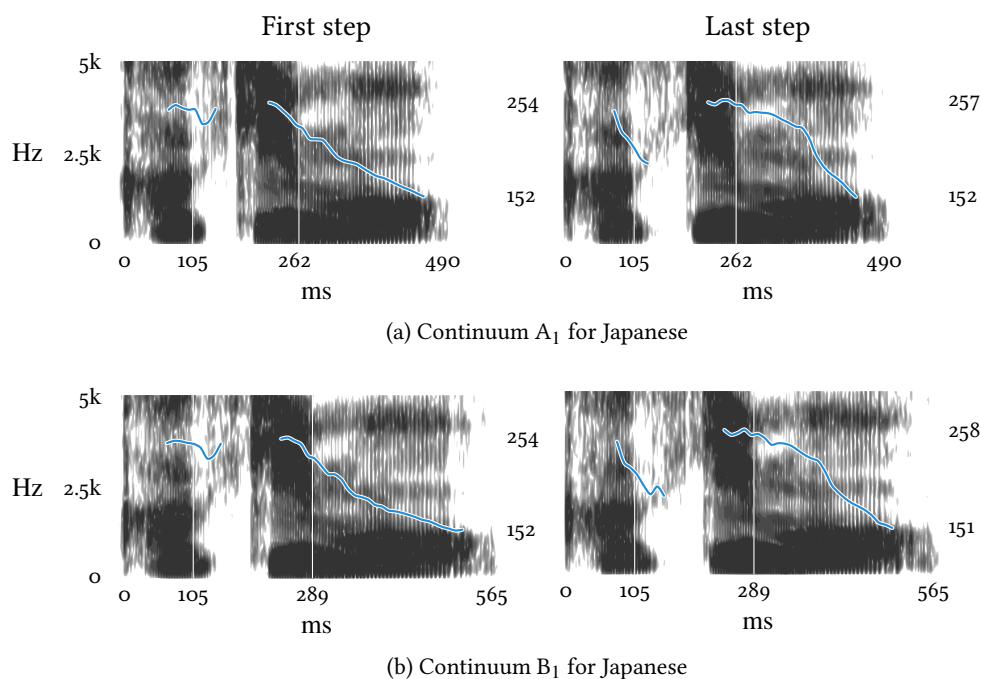 First step Last step
5k
254 257
Hz 2.5k
152 152
0
0 105 262 490 0 105 262 490
ms ms
(a) Continuum A1 for Japanese
5k
254 258
Hz 2.5k
152 151
0
0 105 289 565 0 105 289 565
ms ms
(b) Continuum B1 for Japanese